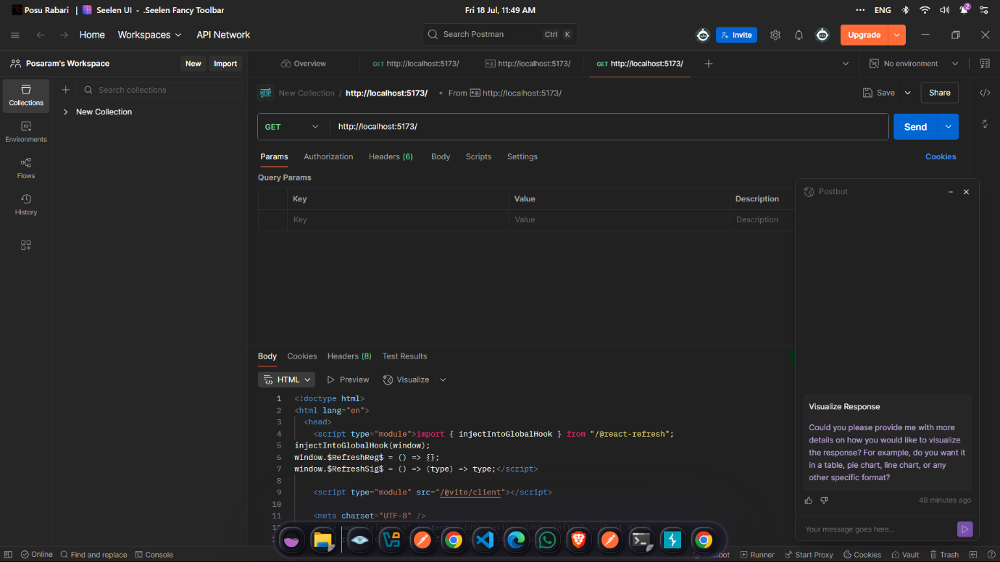 Posu Rabari | Seelen UI - .Seelen Fancy Toolbar
Fri 18 Jul, 11:49 AM
ENG
2
Home
Workspaces
API Network
Search Postman
Ctrl K
Invite
Upgrade
Posaram's Workspace
New
Import
Overview
GET http://localhost:5173/
http://localhost:5173/
GET http://localhost:5173/
No environment
Collections
Environments
Flows
History
Search collections
New Collection
HTTP New Collection / http://localhost:5173/ • From http://localhost:5173/
Save
Share
GET
http://localhost:5173/
Send
Params
Authorization
Headers (6)
Body
Scripts
Settings
Cookies
Query Params
Key
Value
Description
Key
Value
Description
Postbot
Visualize Response
Could you please provide me with more
details on how you would like to visualize
the response? For example, do you want it
in a table, pie chart, line chart, or any
other specific format?
48 minutes ago
Your message goes here...
Body
Cookies
Headers (8)
Test Results
HTML
Preview
Visualize
1 <!doctype html>
2 <html lang="en">
3 <head>
4 <script type="module">import { injectIntoGlobalHook } from "/@react-refresh";
5 injectIntoGlobalHook(window);
6 window.$RefreshReg$ = () => {};
7 window.$RefreshSig$ = () => (type) => type;</script>
8
9 <script type="module" src="/@vite/client"></script>
10
11 <meta charset="UTF-8" />
Online
Find and replace
Console
Runner
Start Proxy
Cookies
Vault
Trash